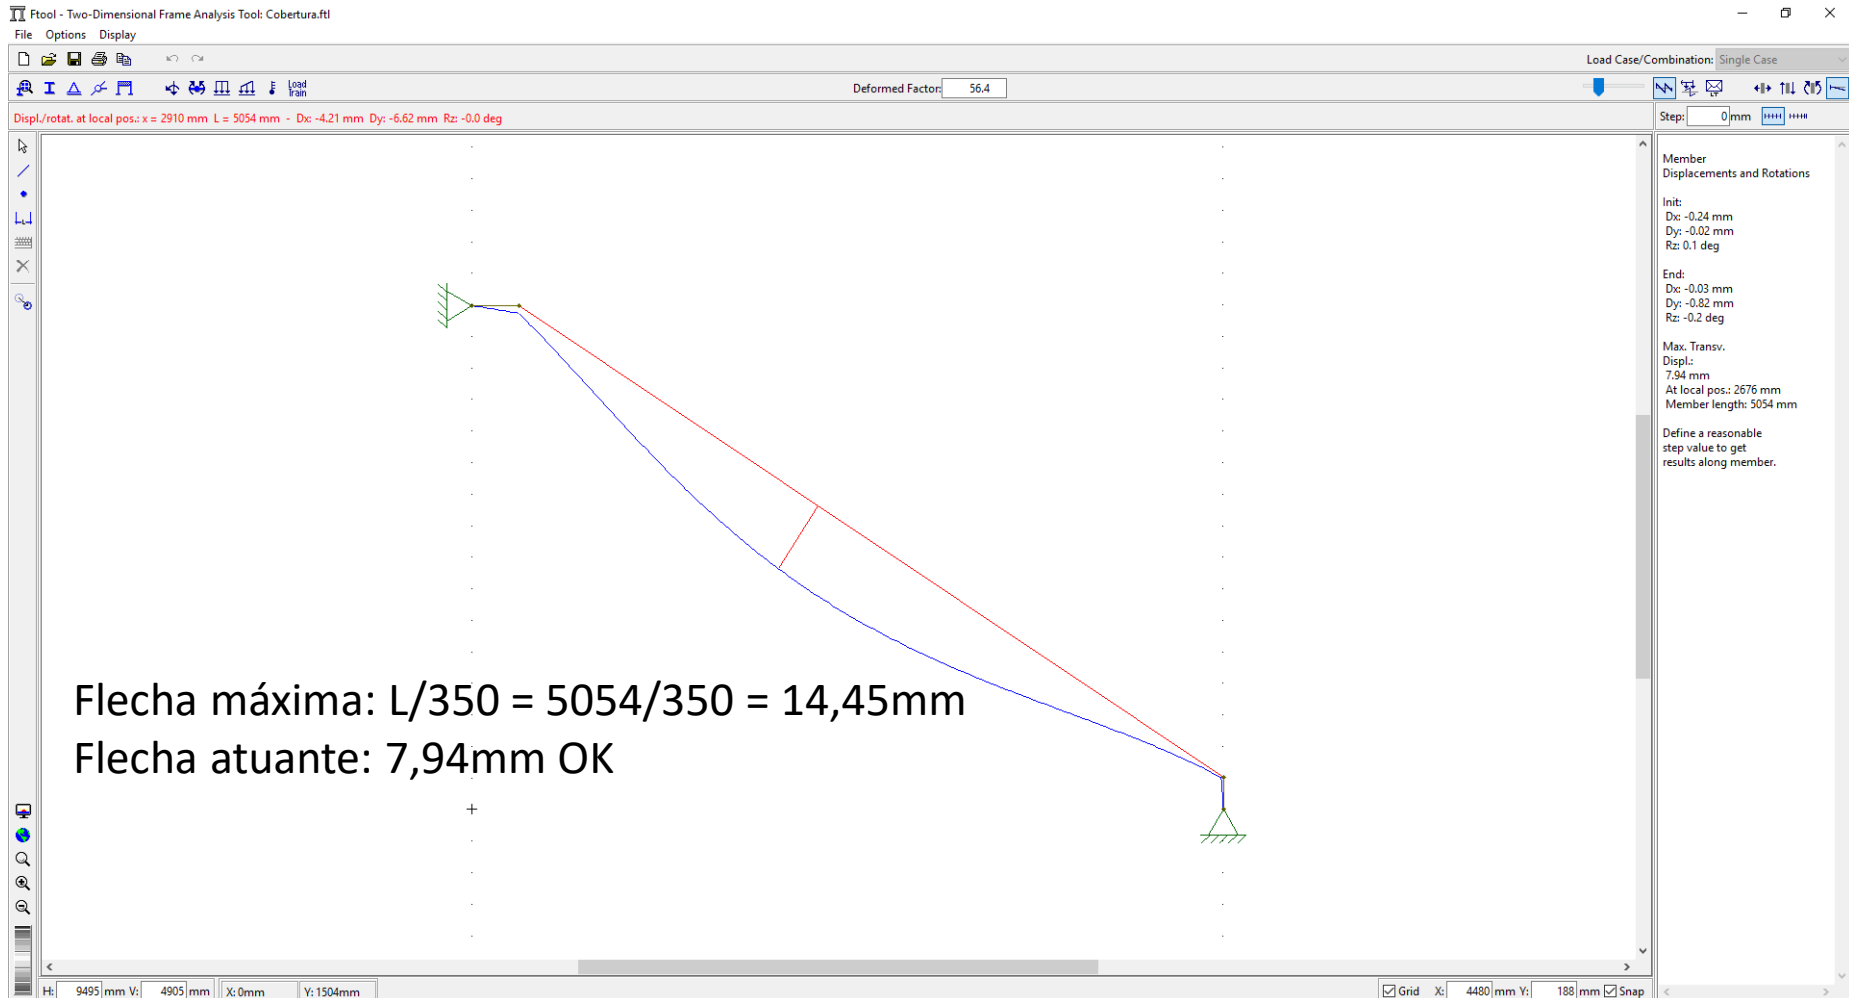 Ftool - Two-Dimensional Frame Analysis Tool: Cobertura.ftl
File Options Display
Load Case/Combination: Single Case
Load Train
Deformed Factor: 56.4
Displ./rotat. at local pos.: x = 2910 mm L = 5054 mm - Dx: -4.21 mm Dy: -6.62 mm Rz: -0.0 deg
Step: 0 mm
Member
Displacements and Rotations
Init:
Dx: -0.24 mm
Dy: -0.02 mm
Rz: 0.1 deg
End:
Dx: -0.03 mm
Dy: -0.82 mm
Rz: -0.2 deg
Max. Transv.
Displ.:
7.94 mm
At local pos.: 2676 mm
Member length: 5054 mm
Define a reasonable
step value to get
results along member.
Flecha máxima: L/350 = 5054/350 = 14,45mm
Flecha atuante: 7,94mm OK
H: 9495 mm V: 4905 mm X: 0mm Y: 1504mm Grid X: 4480 mm Y: 188 mm Snap